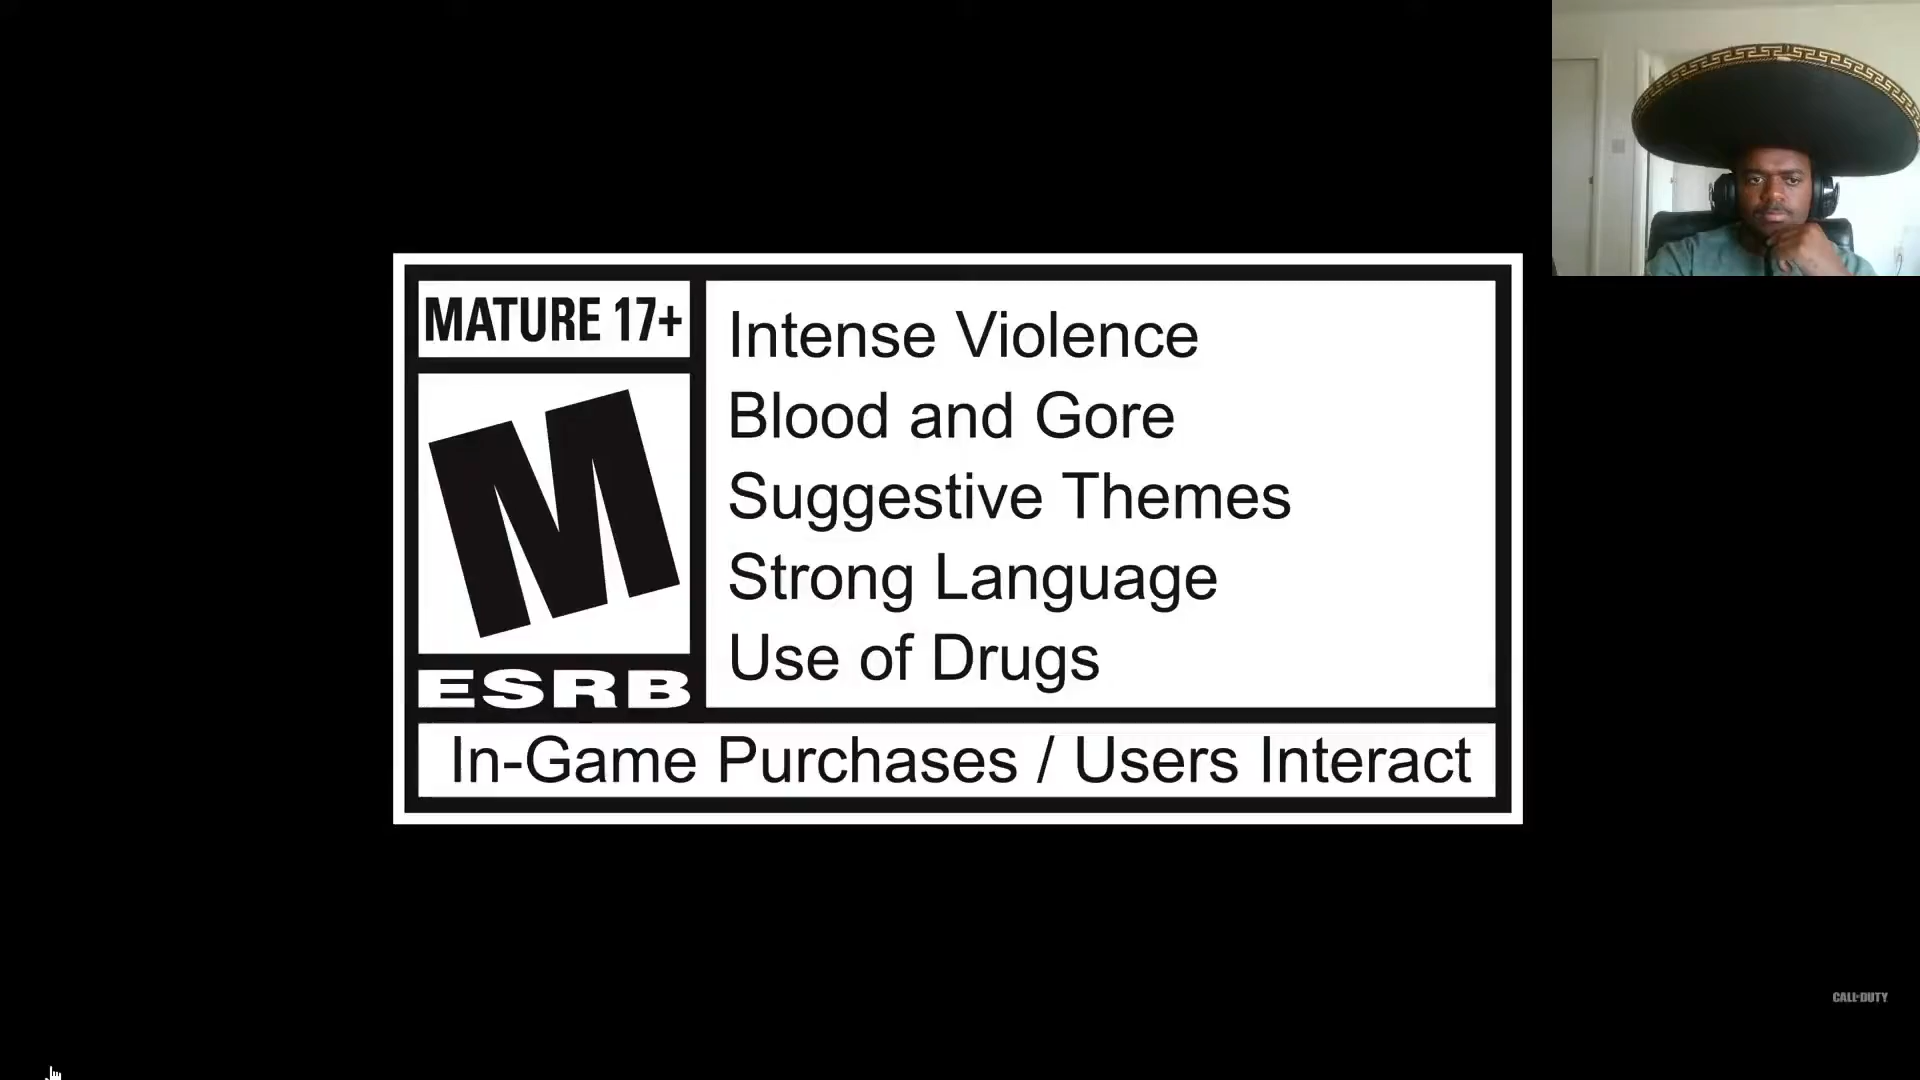 MATURE 17+
M
ESRB
Intense Violence
Blood and Gore
Suggestive Themes
Strong Language
Use of Drugs
In-Game Purchases / Users Interact
CALL·DUTY